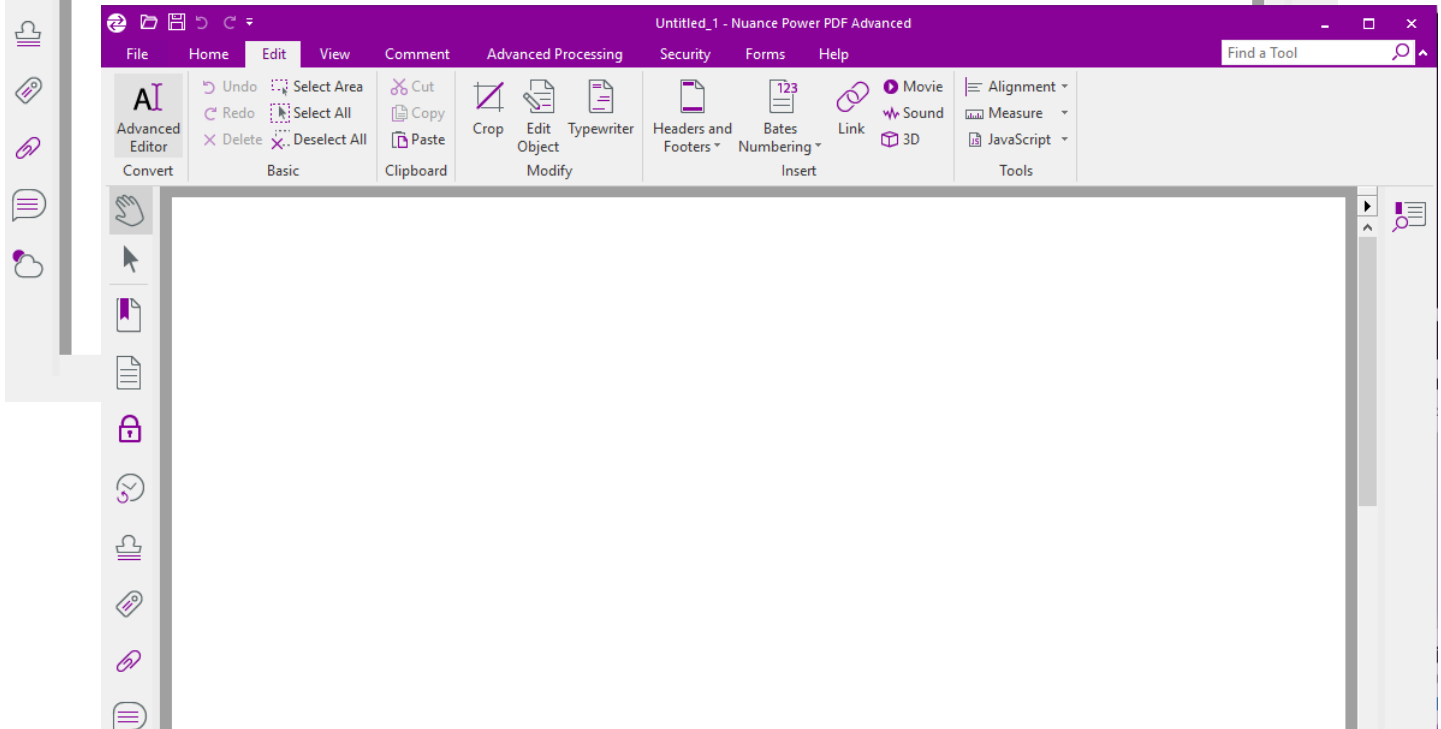 Untitled_1 - Nuance Power PDF Advanced
File Home Edit View Comment Advanced Processing Security Forms Help Find a Tool
Advanced Editor
Convert
Undo Select Area
Redo Select All
Delete Deselect All
Basic
Cut
Copy
Paste
Clipboard
Crop Edit Object Typewriter
Modify
Headers and Footers
123
Bates Numbering
Link
Movie
Sound
3D
Insert
Alignment
Measure
JS JavaScript
Tools